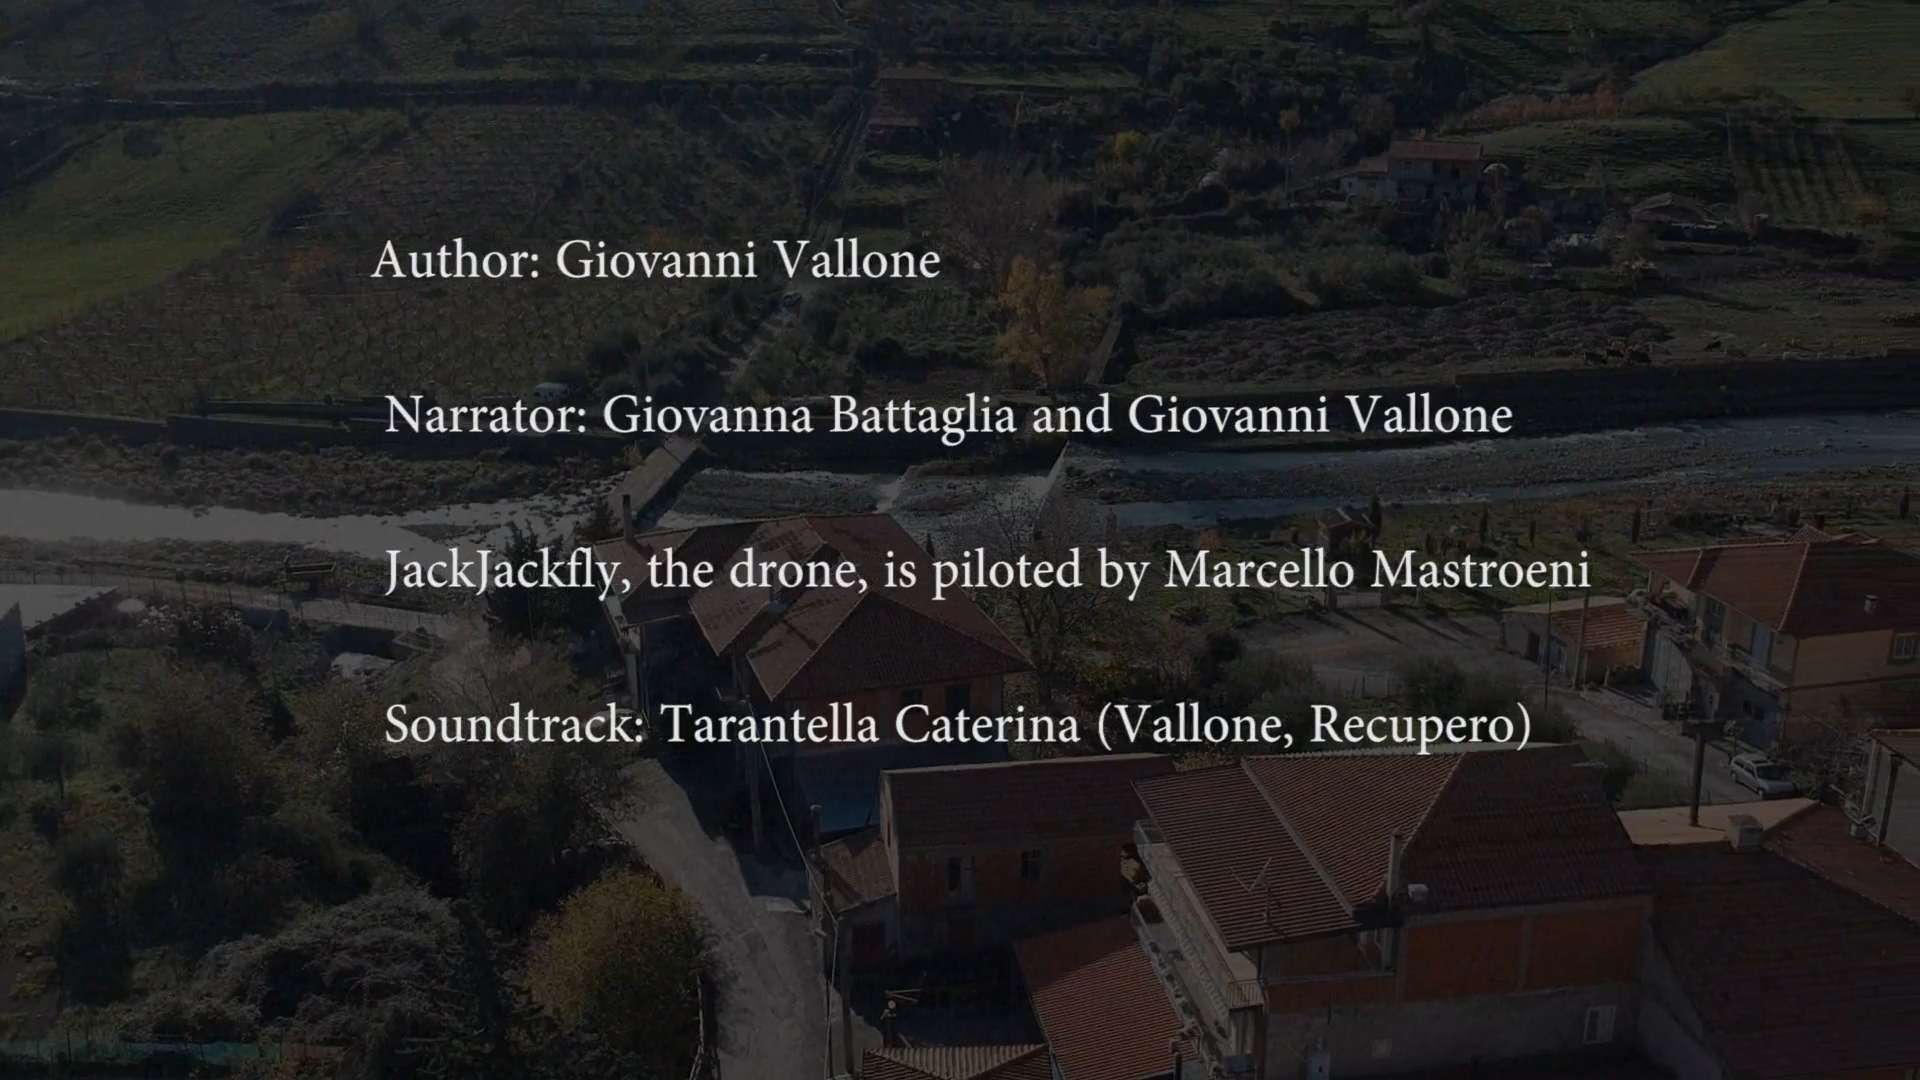 Author: Giovanni Vallone
Narrator: Giovanna Battaglia and Giovanni Vallone
JackJackfly, the drone, is piloted by Marcello Mastroeni
Soundtrack: Tarantella Caterina (Vallone, Recupero)